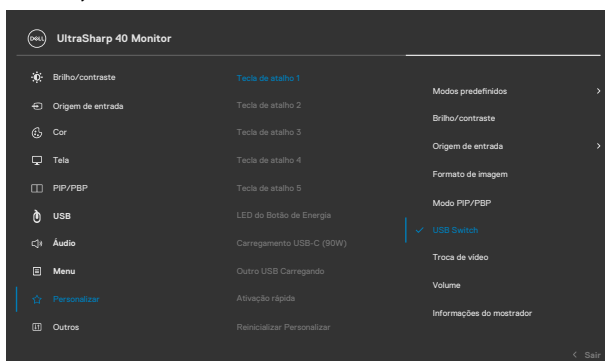 DELL
UltraSharp 40 Monitor
Brilho/contraste
Origem de entrada
Cor
Tela
PIP/PBP
USB
Áudio
Menu
Personalizar
Outros
Tecla de atalho 1
Tecla de atalho 2
Tecla de atalho 3
Tecla de atalho 4
Tecla de atalho 5
LED do Botão de Energia
Carregamento USB-C (90W)
Outro USB Carregando
Ativação rápida
Reinicializar Personalizar
Modos predefinidos
Brilho/contraste
Origem de entrada
Formato de imagem
Modo PIP/PBP
USB Switch
Troca de vídeo
Volume
Informações do mostrador
Sair